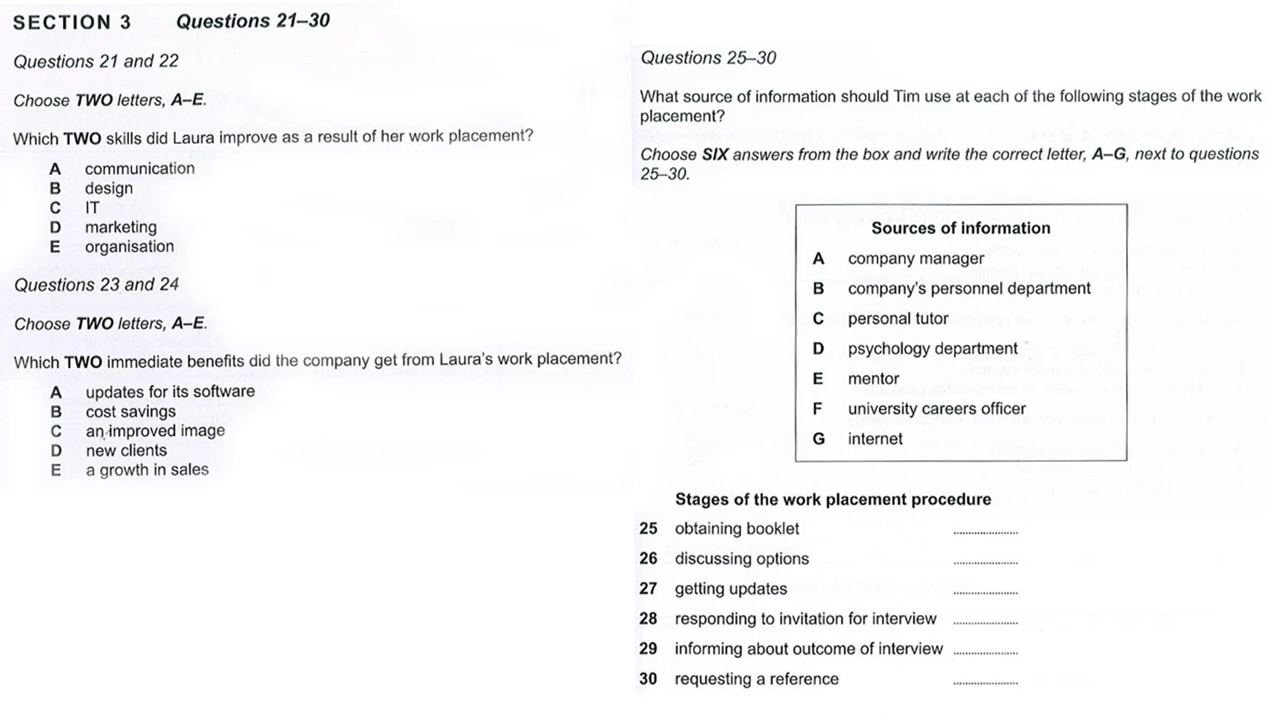 SECTION 3 Questions 21–30
Questions 21 and 22
Choose TWO letters, A–E.
Which TWO skills did Laura improve as a result of her work placement?
A communication
B design
C IT
D marketing
E organisation
Questions 23 and 24
Choose TWO letters, A–E.
Which TWO immediate benefits did the company get from Laura's work placement?
A updates for its software
B cost savings
C an improved image
D new clients
E a growth in sales
Questions 25–30
What source of information should Tim use at each of the following stages of the work
placement?
Choose SIX answers from the box and write the correct letter, A–G, next to questions
25–30.
Sources of information
A company manager
B company's personnel department
C personal tutor
D psychology department
E mentor
F university careers officer
G internet
Stages of the work placement procedure
25 obtaining booklet ......................
26 discussing options ......................
27 getting updates ......................
28 responding to invitation for interview ......................
29 informing about outcome of interview ......................
30 requesting a reference ......................